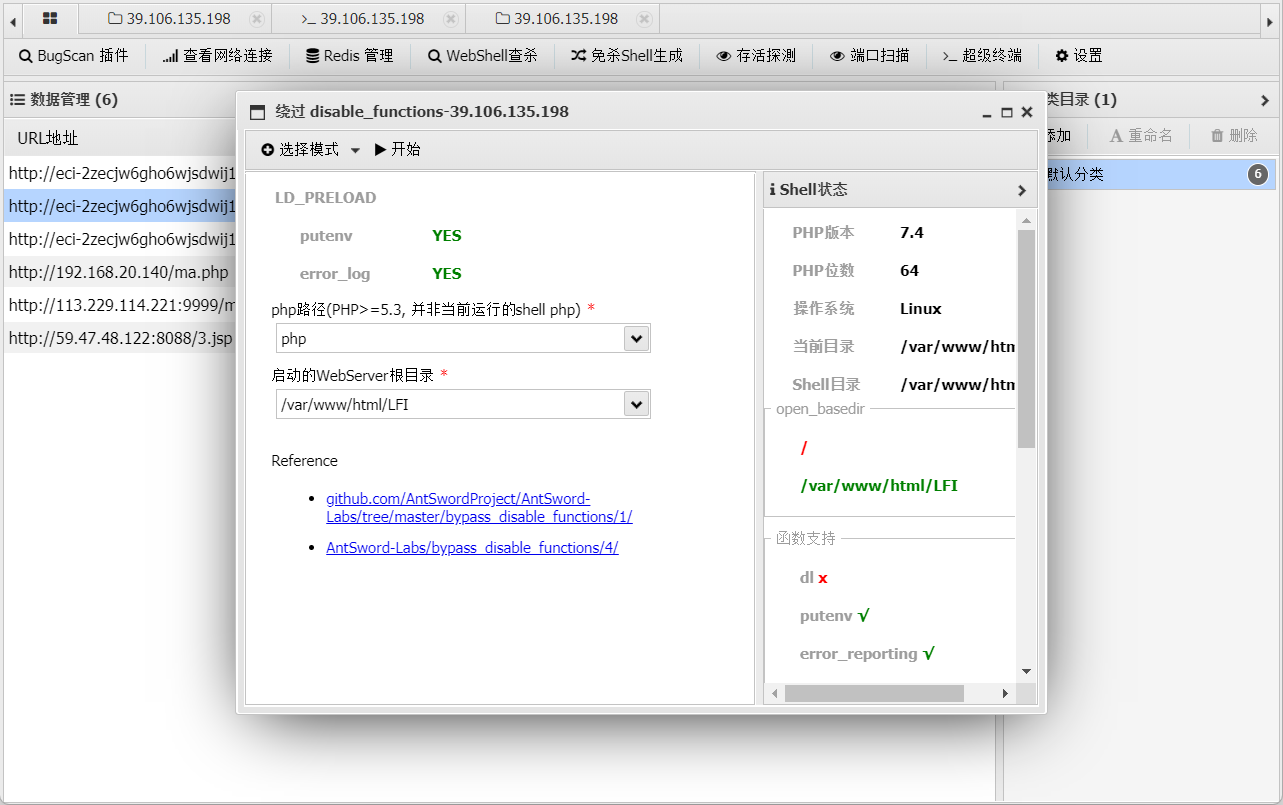 39.106.135.198
>_ 39.106.135.198
39.106.135.198
BugScan 插件
查看网络连接
Redis 管理
WebShell查杀
免杀Shell生成
存活探测
端口扫描
>_ 超级终端
设置
数据管理 (6)
URL地址
http://eci-2zecjw6gho6wjsdwij1
http://eci-2zecjw6gho6wjsdwij1
http://eci-2zecjw6gho6wjsdwij1
http://192.168.20.140/ma.php
http://113.229.114.221:9999/m
http://59.47.48.122:8088/3.jsp
绕过 disable_functions-39.106.135.198
选择模式
开始
LD_PRELOAD
putenv YES
error_log YES
php路径(PHP>=5.3, 并非当前运行的shell php) *
php
启动的WebServer根目录 *
/var/www/html/LFI
Reference
github.com/AntSwordProject/AntSword-
Labs/tree/master/bypass_disable_functions/1/
AntSword-Labs/bypass_disable_functions/4/
Shell状态
PHP版本 7.4
PHP位数 64
操作系统 Linux
当前目录 /var/www/htm
Shell目录 /var/www/htm
open_basedir
/
/var/www/html/LFI
函数支持
dl x
putenv √
error_reporting √
类目录 (1)
添加
重命名
删除
默认分类
6